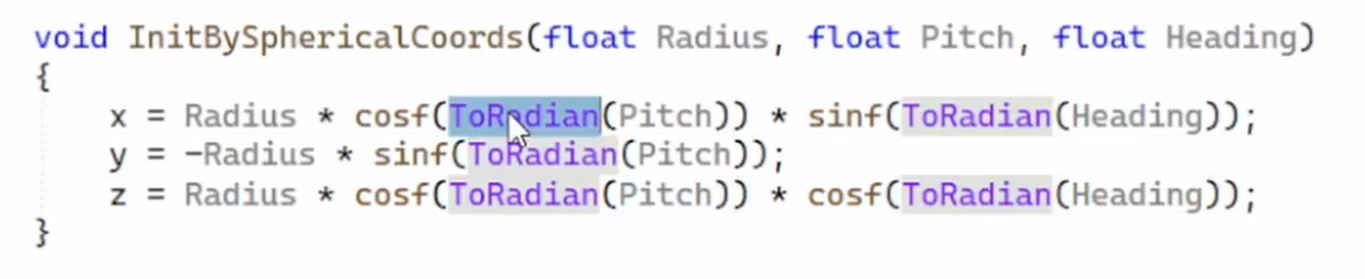 void InitBySphericalCoords(float Radius, float Pitch, float Heading)
{
    x = Radius * cosf(ToRadian(Pitch)) * sinf(ToRadian(Heading));
    y = -Radius * sinf(ToRadian(Pitch));
    z = Radius * cosf(ToRadian(Pitch)) * cosf(ToRadian(Heading));
}